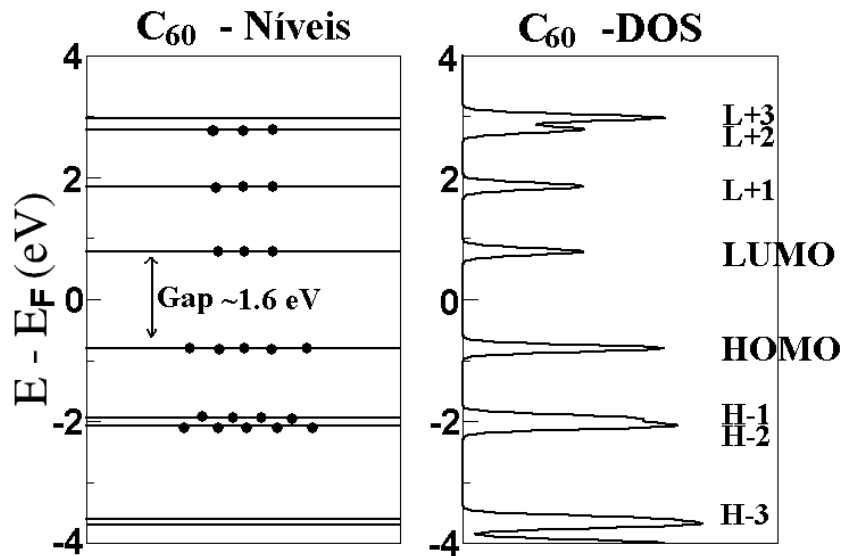 C60 - Níveis
C60 -DOS
E - EF (eV)
4
2
0
-2
-4
Gap ~1.6 eV
4
2
0
-2
-4
L+3
L+2
L+1
LUMO
HOMO
H-1
H-2
H-3